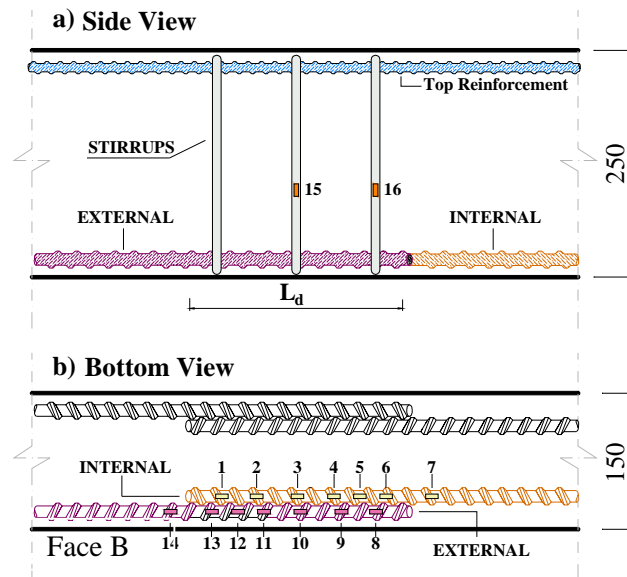 a) Side View
Top Reinforcement
STIRRUPS
15 16
EXTERNAL INTERNAL
250
Ld
b) Bottom View
INTERNAL 1 2 3 4 5 6 7
150
Face B 14 13 12 11 10 9 8 EXTERNAL